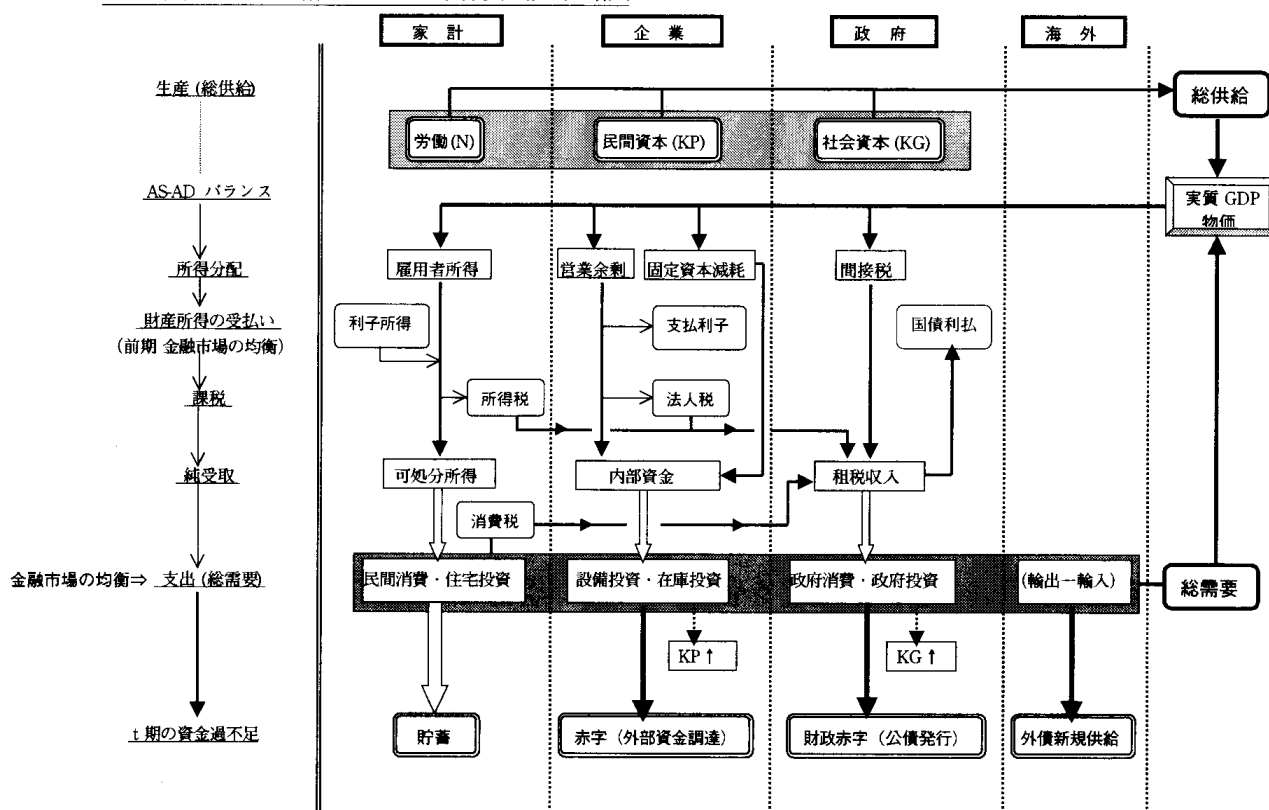 家計
企業
政府
海外
生産(総供給)
総供給
労働(N)
民間資本(KP)
社会資本(KG)
AS-AD バランス
実質 GDP
物価
所得分配
雇用者所得
営業余剰
固定資本減耗
間接税
財産所得の受払い
(前期 金融市場の均衡)
利子所得
支払利子
国債利払
課税
所得税
法人税
純受取
可処分所得
内部資金
租税収入
消費税
金融市場の均衡⇒ 支出(総需要)
民間消費・住宅投資
設備投資・在庫投資
政府消費・政府投資
(輸出ー輸入)
総需要
KP↑
KG↑
t期の資金過不足
貯蓄
赤字(外部資金調達)
財政赤字(公債発行)
外債新規供給